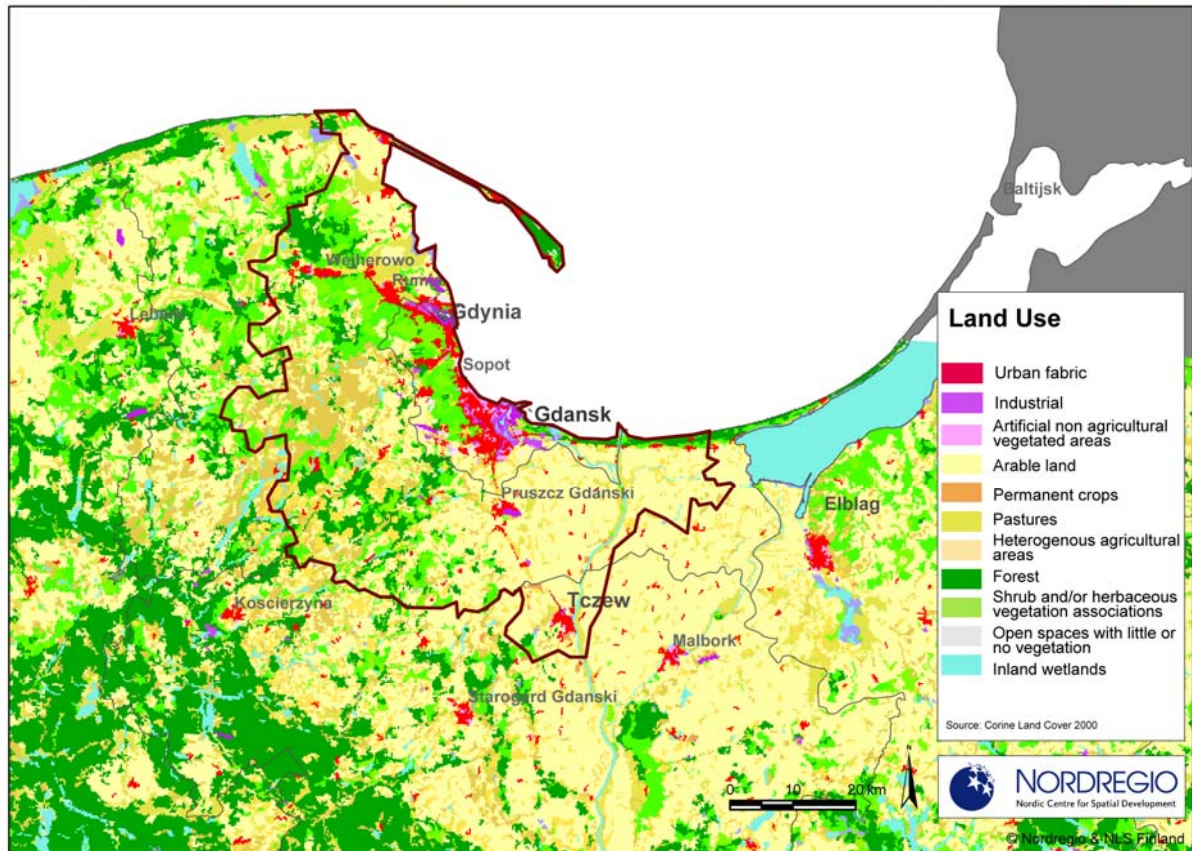 Baltijsk
Wejherowo
Rumia
Lebork
Gdynia
Sopot
Gdansk
Pruszcz Gdański
Elblag
Koscierzyna
Tczew
Malbork
Starogard Gdanski
Land Use
Urban fabric
Industrial
Artificial non agricultural
vegetated areas
Arable land
Permanent crops
Pastures
Heterogenous agricultural
areas
Forest
Shrub and/or herbaceous
vegetation associations
Open spaces with little or
no vegetation
Inland wetlands
Source: Corine Land Cover 2000
0 10 20 km
NORDREGIO
Nordic Centre for Spatial Development
© Nordregio & NLS Finland